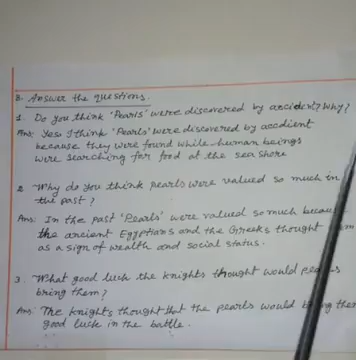 B. Answer the questions.
1. Do you think 'Pearls' were discovered by accident? Why?
Ans: Yes I think 'Pearls' were discovered by accdient
because they were found while human beings
were searching for food at the sea shore
2. Why do you think pearls were valued so much in
the past?
Ans: In the past 'Pearls' were valued so much
the ancient Egyptians and the Greeks thought
as a sign of wealth and social status.
3. What good luck the knights thought would
bring them?
Ans: The knights thought that the pearls would
good luck in the battle.